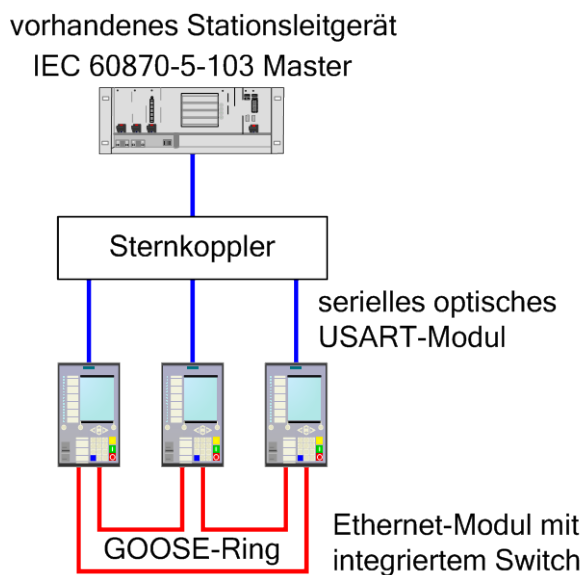 vorhandenes Stationsleitgerät
IEC 60870-5-103 Master
Sternkoppler
serielles optisches
USART-Modul
GOOSE-Ring
Ethernet-Modul mit
integriertem Switch